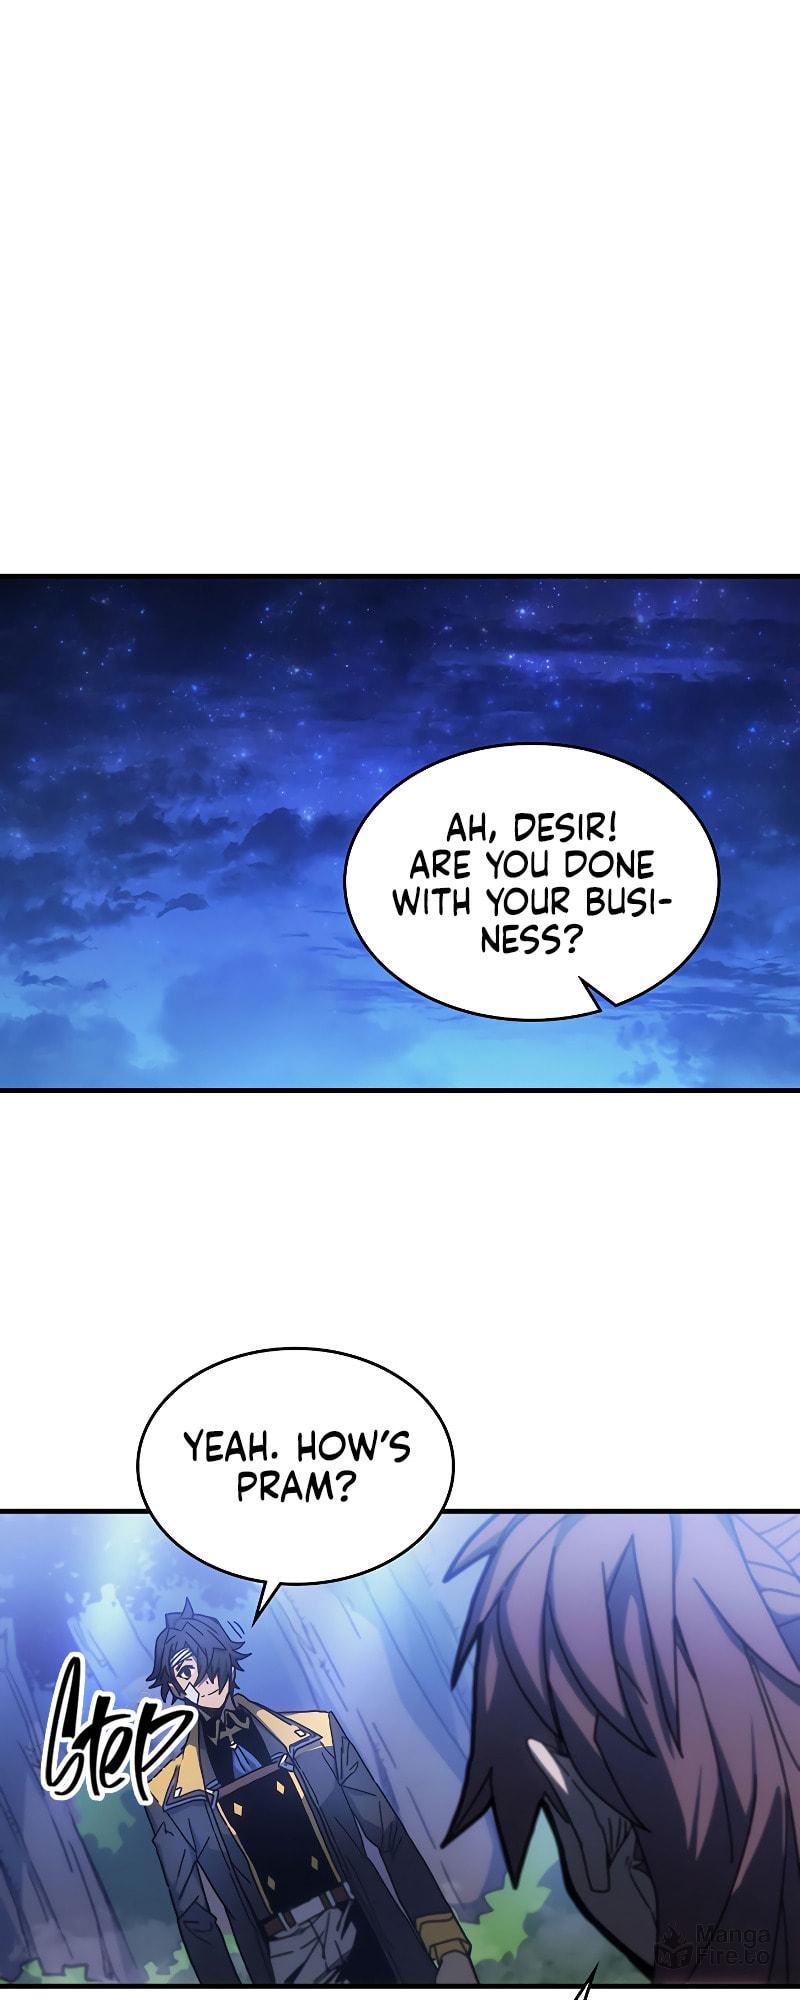 AH, DESIR!
ARE YOU DONE
WITH YOUR BUSI-
NESS?
YEAH. HOW'S
PRAM?
Step
Manga
Fire.to